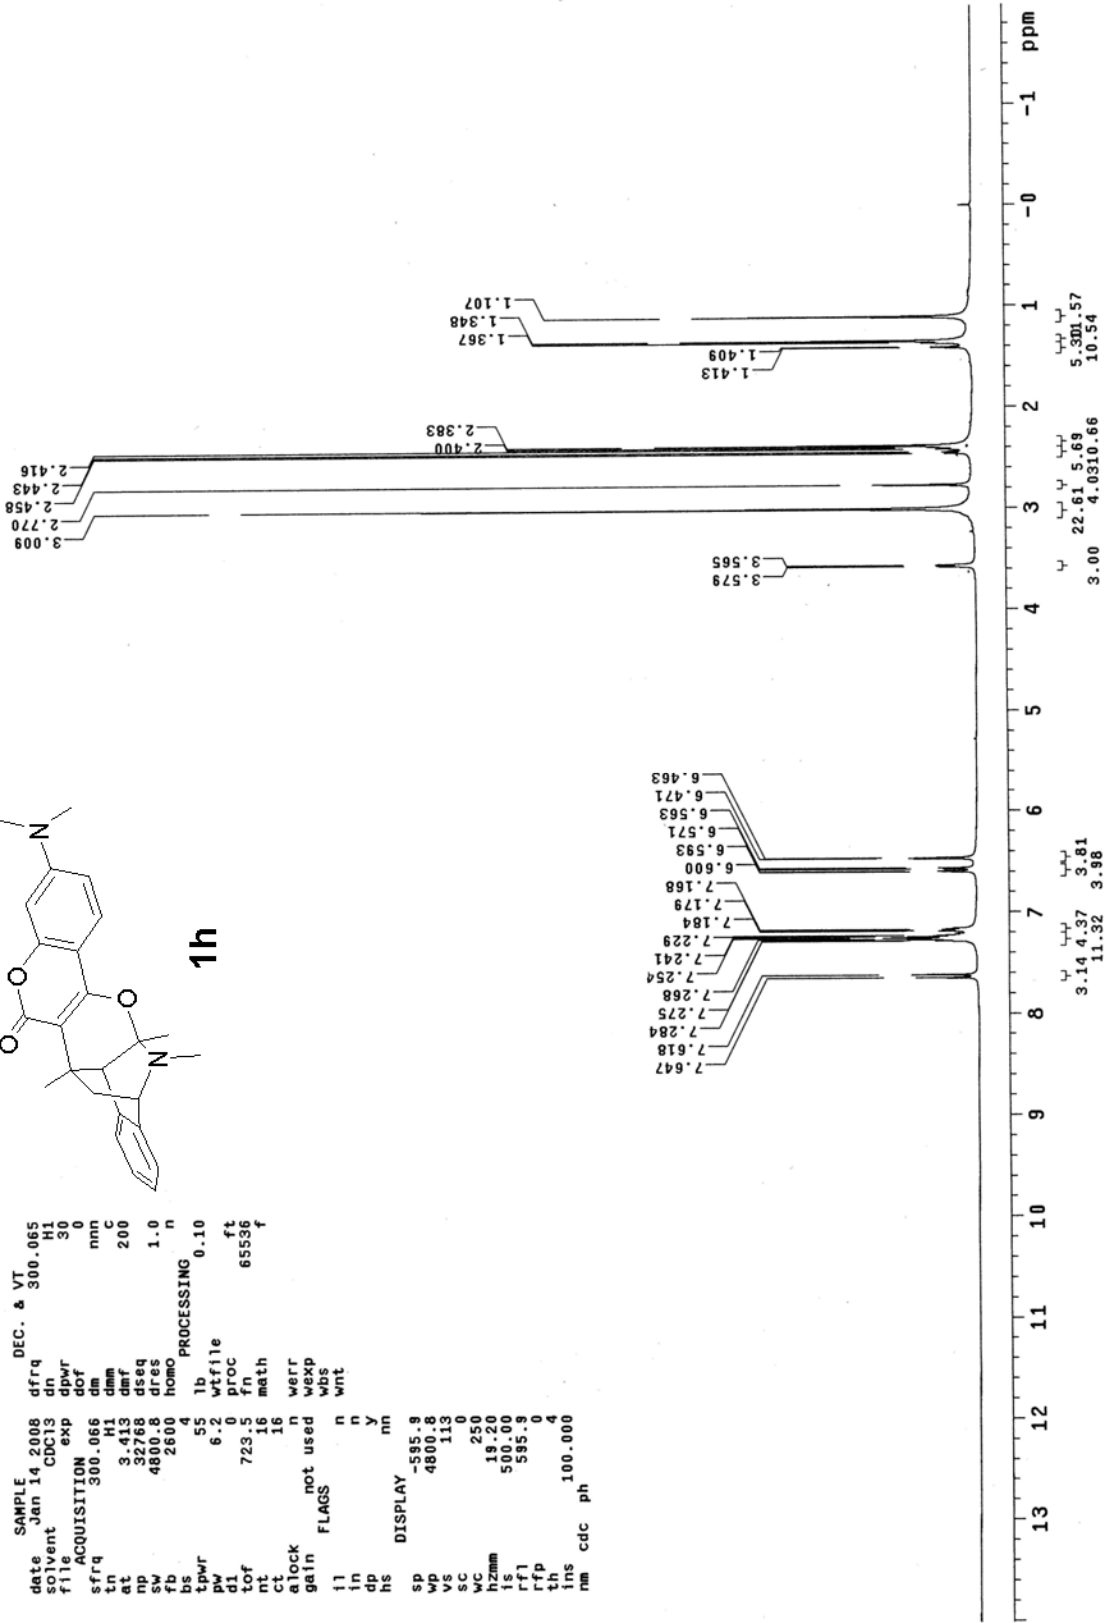 SAMPLE
date Jan 14 2008
solvent CDCl3
file exp
ACQUISITION
sfrq 300.066
tn H1
at 3.413
np 32768
sw 4800.8
fb 2600
bs 4
tpwr 55
pw 6.2
d1 0
tof 723.5
nt 16
ct 16
alock n
gain not used
FLAGS
il n
in n
dp y
hs nn
DISPLAY
sp -595.9
wp 4800.8
vs 113
sc 0
wc 250
hzmm 19.20
is 500.00
rfl 595.9
rfp 0
th 4
ins 100.000
nm cdc ph
DEC. & VT
dfrq 300.065
dn H1
dpwr 30
dof 0
dm nnn
dmm c
dmf 200
dseq
dres 1.0
homo n
PROCESSING
lb 0.10
wtfile
proc ft
fn 65536
math f
werr
wexp
wbs
wnt
O
O
O
N
N
1h
7.647
7.618
7.284
7.275
7.268
7.254
7.241
7.229
7.184
7.179
7.168
6.600
6.593
6.571
6.563
6.471
6.463
3.579
3.565
3.009
2.770
2.458
2.443
2.416
2.400
2.383
1.413
1.409
1.367
1.348
1.107
13 12 11 10 9 8 7 6 5 4 3 2 1 -0 -1 ppm
3.14 4.37 3.81 22.61 5.69
11.32 3.98 3.00 4.0310.66 10.54